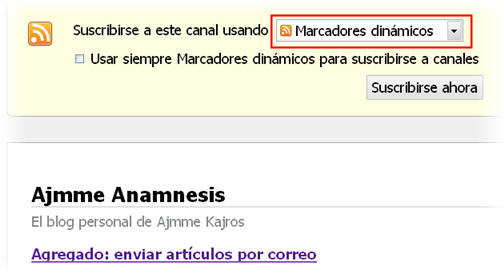 Suscribirse a este canal usando Marcadores dinámicos
Usar siempre Marcadores dinámicos para suscribirse a canales
Suscribirse ahora
Ajmme Anamnesis
El blog personal de Ajmme Kajros
Agregado: enviar artículos por correo